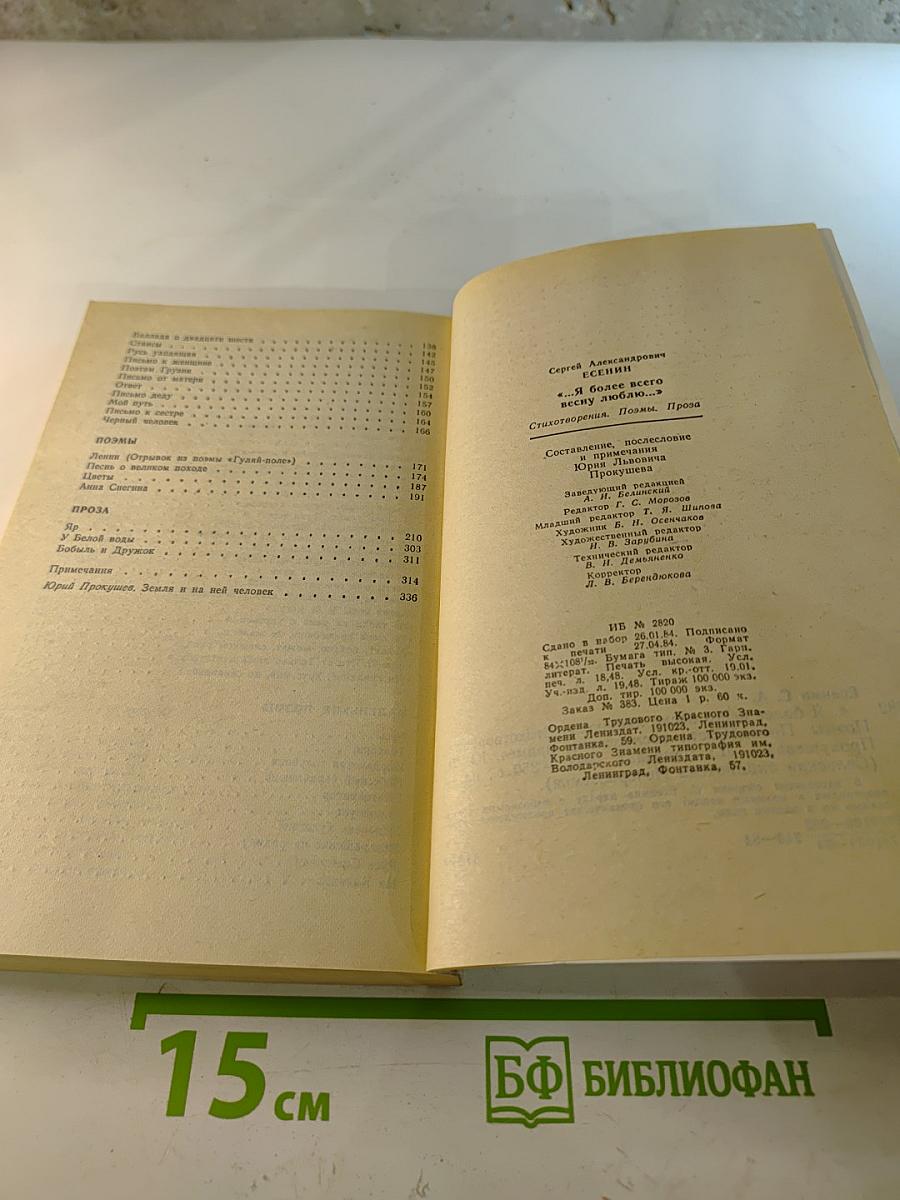 Баллада о двадцати шести . . . 138
Стансы . . . 142
Русь уходящая . . . 145
Письмо к женщине . . . 147
Поэтам Грузии . . . 150
Письмо от матери . . . 152
Ответ . . . 154
Письмо деду . . . 157
Мой путь . . . 160
Письмо к сестре . . . 164
Черный человек . . . 166
ПОЭМЫ
Ленин (Отрывок из поэмы «Гуляй-поле») . . . 171
Песнь о великом походе . . . 174
Цветы . . . 187
Анна Снегина . . . 191
ПРОЗА
Яр . . . 210
У Белой воды . . . 303
Бобыль и Дружок . . . 311
Примечания . . . 314
Юрий Прокушев. Земля и на ней человек . . . 336
Сергей Александрович
ЕСЕНИН
«...Я более всего
весну люблю...»
Стихотворения. Поэмы. Проза
Составление, послесловие
и примечания
Юрия Львовича
Прокушева
Заведующий редакцией
А. И. Белинский
Редактор Г. С. Морозов
Младший редактор Т. Я. Шилова
Художник Б. Н. Осенчаков
Художественный редактор
И. В. Зарубина
Технический редактор
В. И. Демьяненко
Корректор
Л. В. Берендюкова
ИБ № 2820
Сдано в набор 26.01.84. Подписано
к печати 27.04.84. Формат
84×108¹/₃₂. Бумага тип. № 3. Гарн.
литерат. Печать высокая. Усл.
печ. л. 18,48. Усл. кр.-отт. 19,01.
Уч.-изд. л. 19,48. Тираж 100 000 экз.
Доп. тир. 100 000 экз.
Заказ № 383. Цена 1 р. 60 к.
Ордена Трудового Красного Зна-
мени Лениздат. 191023, Ленинград,
Фонтанка, 59. Ордена Трудового
Красного Знамени типография им.
Володарского Лениздата, 191023,
Ленинград, Фонтанка, 57.
15 см
БФ БИБЛИОФАН